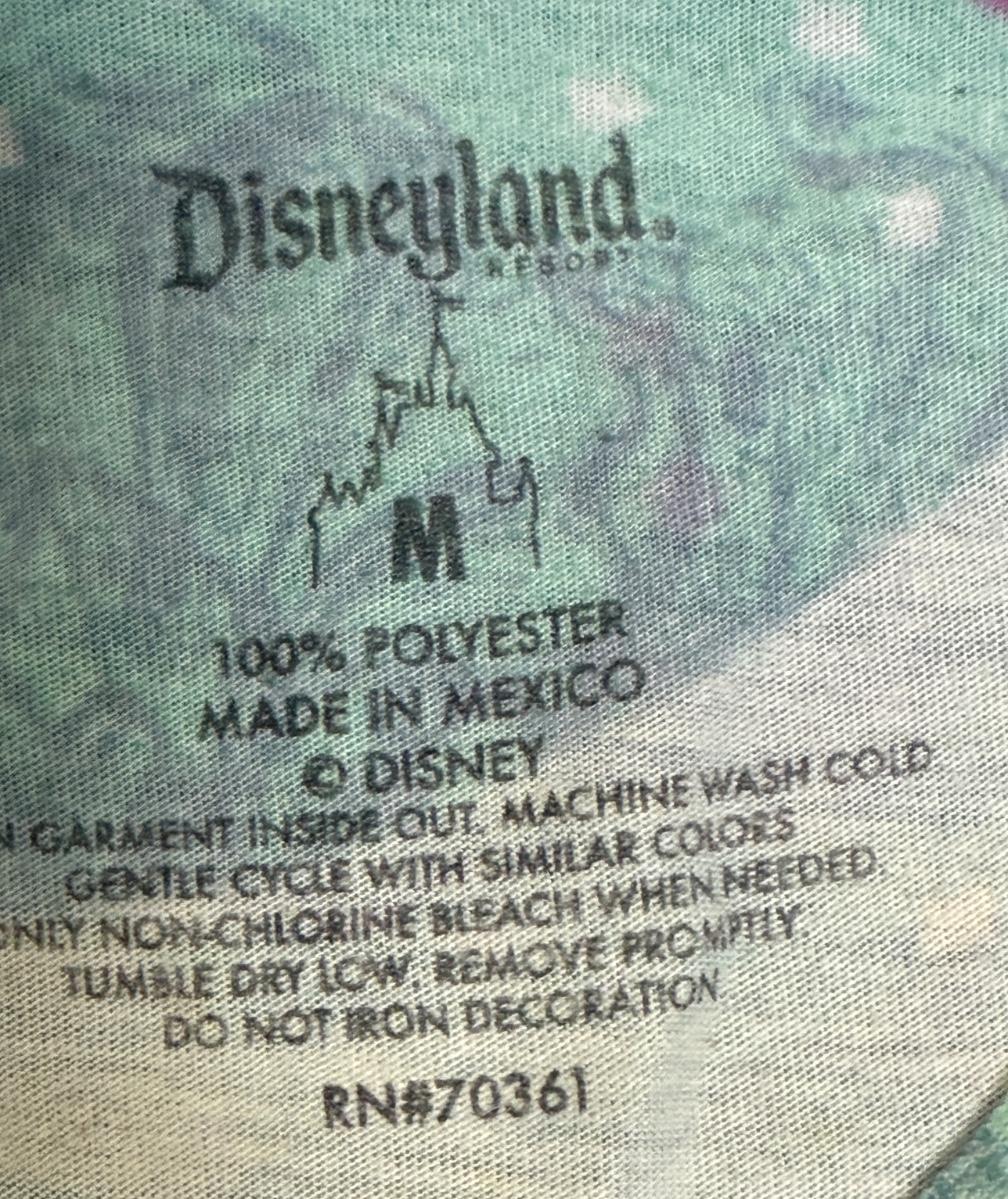 Disneyland®
RESORT
M
100% POLYESTER
MADE IN MEXICO
© DISNEY
N GARMENT INSIDE OUT. MACHINE WASH COLD
GENTLE CYCLE WITH SIMILAR COLORS
ONLY NON-CHLORINE BLEACH WHEN NEEDED.
TUMBLE DRY LOW. REMOVE PROMPTLY.
DO NOT IRON DECORATION
RN#70361